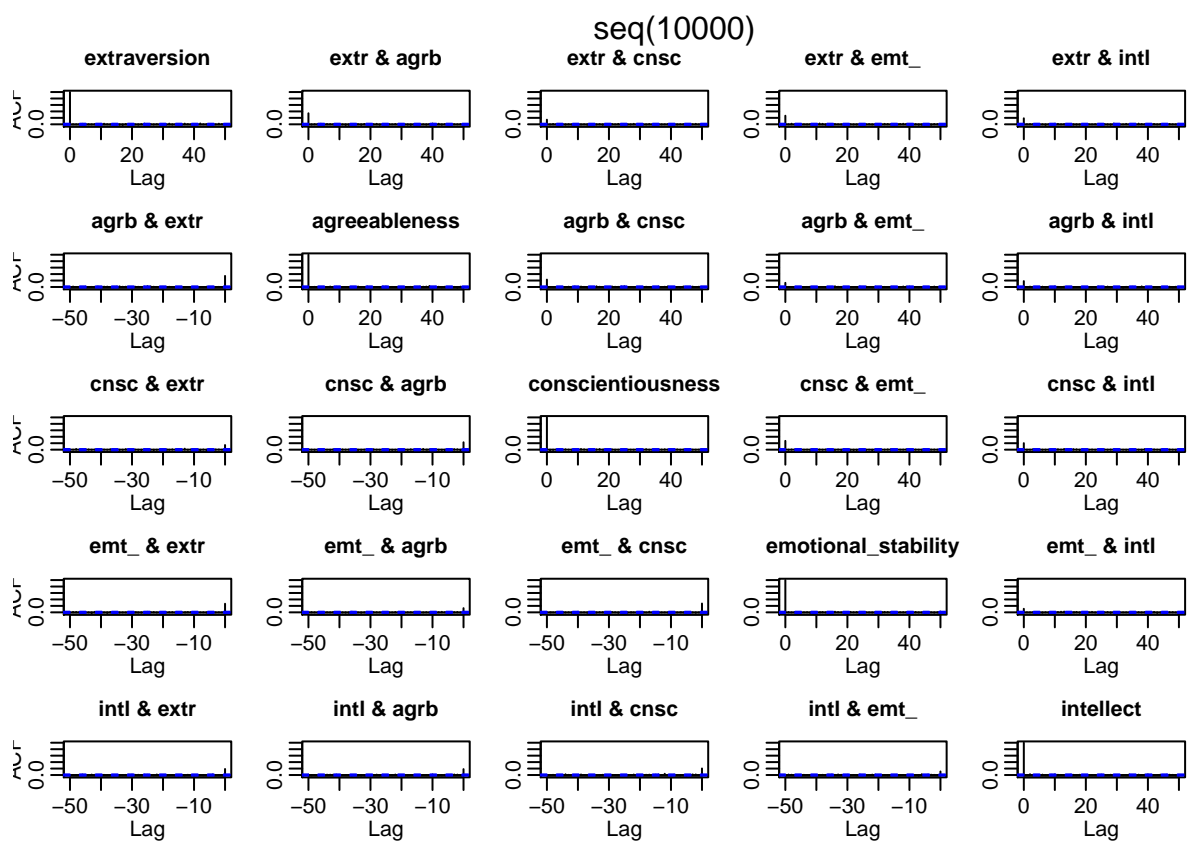 seq(10000)
extraversion extr & agrb extr & cnsc extr & emt_ extr & intl
ACF 0.0 0.0 0.0 0.0 0.0
0 20 40 0 20 40 0 20 40 0 20 40 0 20 40
Lag Lag Lag Lag Lag
agrb & extr agreeableness agrb & cnsc agrb & emt_ agrb & intl
ACF 0.0 0.0 0.0 0.0 0.0
−50 −30 −10 0 20 40 0 20 40 0 20 40 0 20 40
Lag Lag Lag Lag Lag
cnsc & extr cnsc & agrb conscientiousness cnsc & emt_ cnsc & intl
ACF 0.0 0.0 0.0 0.0 0.0
−50 −30 −10 −50 −30 −10 0 20 40 0 20 40 0 20 40
Lag Lag Lag Lag Lag
emt_ & extr emt_ & agrb emt_ & cnsc emotional_stability emt_ & intl
ACF 0.0 0.0 0.0 0.0 0.0
−50 −30 −10 −50 −30 −10 −50 −30 −10 0 20 40 0 20 40
Lag Lag Lag Lag Lag
intl & extr intl & agrb intl & cnsc intl & emt_ intellect
ACF 0.0 0.0 0.0 0.0 0.0
−50 −30 −10 −50 −30 −10 −50 −30 −10 −50 −30 −10 0 20 40
Lag Lag Lag Lag Lag